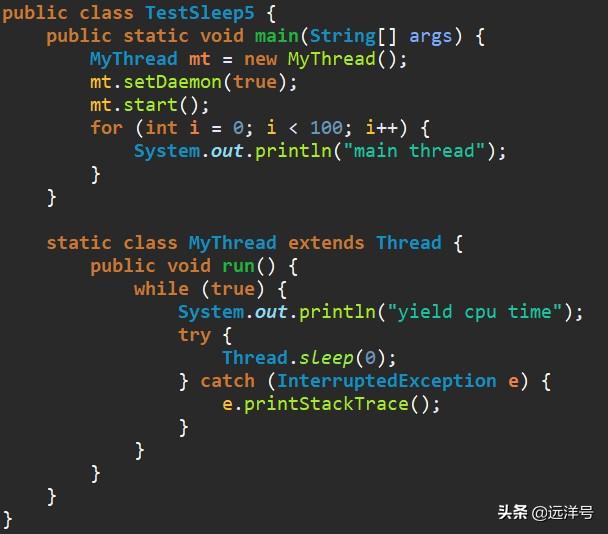 public class TestSleep5 {
    public static void main(String[] args) {
        MyThread mt = new MyThread();
        mt.setDaemon(true);
        mt.start();
        for (int i = 0; i < 100; i++) {
            System.out.println("main thread");
        }
    }

    static class MyThread extends Thread {
        public void run() {
            while (true) {
                System.out.println("yield cpu time");
                try {
                    Thread.sleep(0);
                } catch (InterruptedException e) {
                    e.printStackTrace();
                }
            }
        }
    }
}
头条 @远洋号